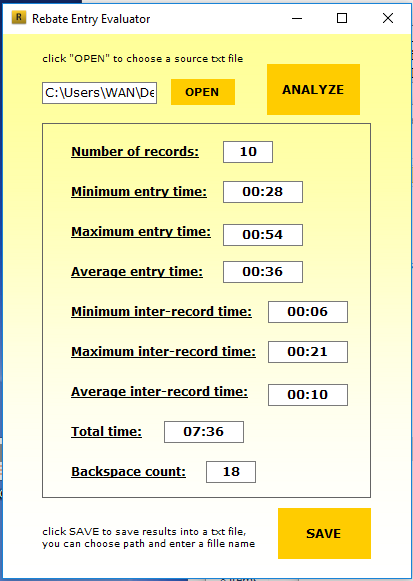 R Rebate Entry Evaluator
click "OPEN" to choose a source txt file
C:\Users\WAN\De OPEN ANALYZE
Number of records: 10
Minimum entry time: 00:28
Maximum entry time: 00:54
Average entry time: 00:36
Minimum inter-record time: 00:06
Maximum inter-record time: 00:21
Average inter-record time: 00:10
Total time: 07:36
Backspace count: 18
click SAVE to save results into a txt file,
you can choose path and enter a fille name
SAVE